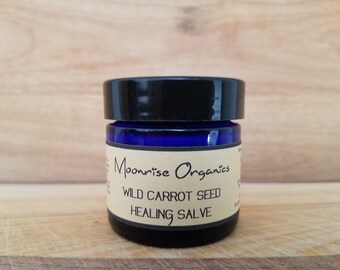 Moonrise Organics
WILD CARROT SEED
HEALING SALVE